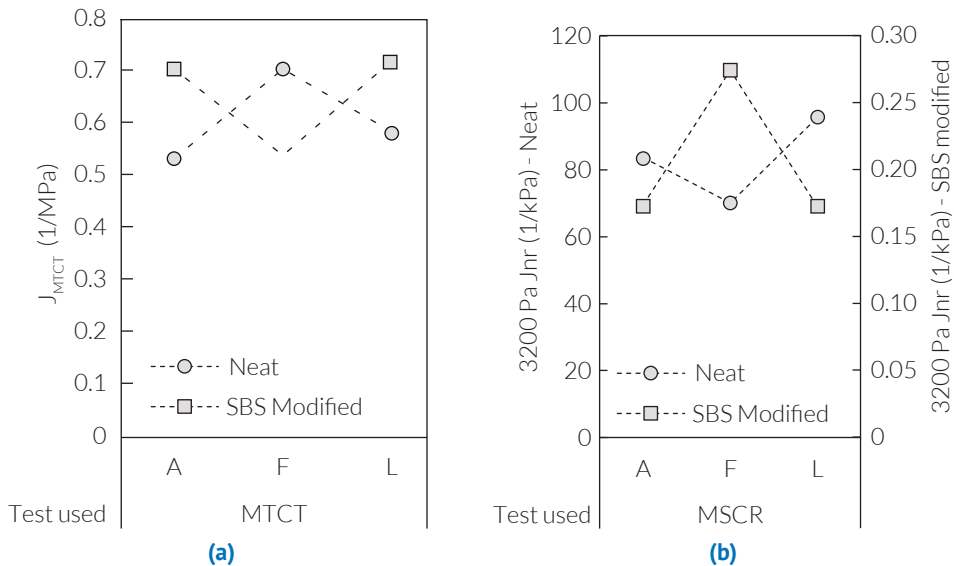 0.8
0.7
0.6
0.5
0.4
0.3
0.2
0.1
0
J_MTCT (1/MPa)
Neat
SBS Modified
A F L
Test used MTCT
(a)
120
100
80
60
40
20
0
3200 Pa Jnr (1/kPa) - Neat
0.30
0.25
0.20
0.15
0.10
0.05
0
3200 Pa Jnr (1/kPa) - SBS modified
Neat
SBS Modified
A F L
Test used MSCR
(b)